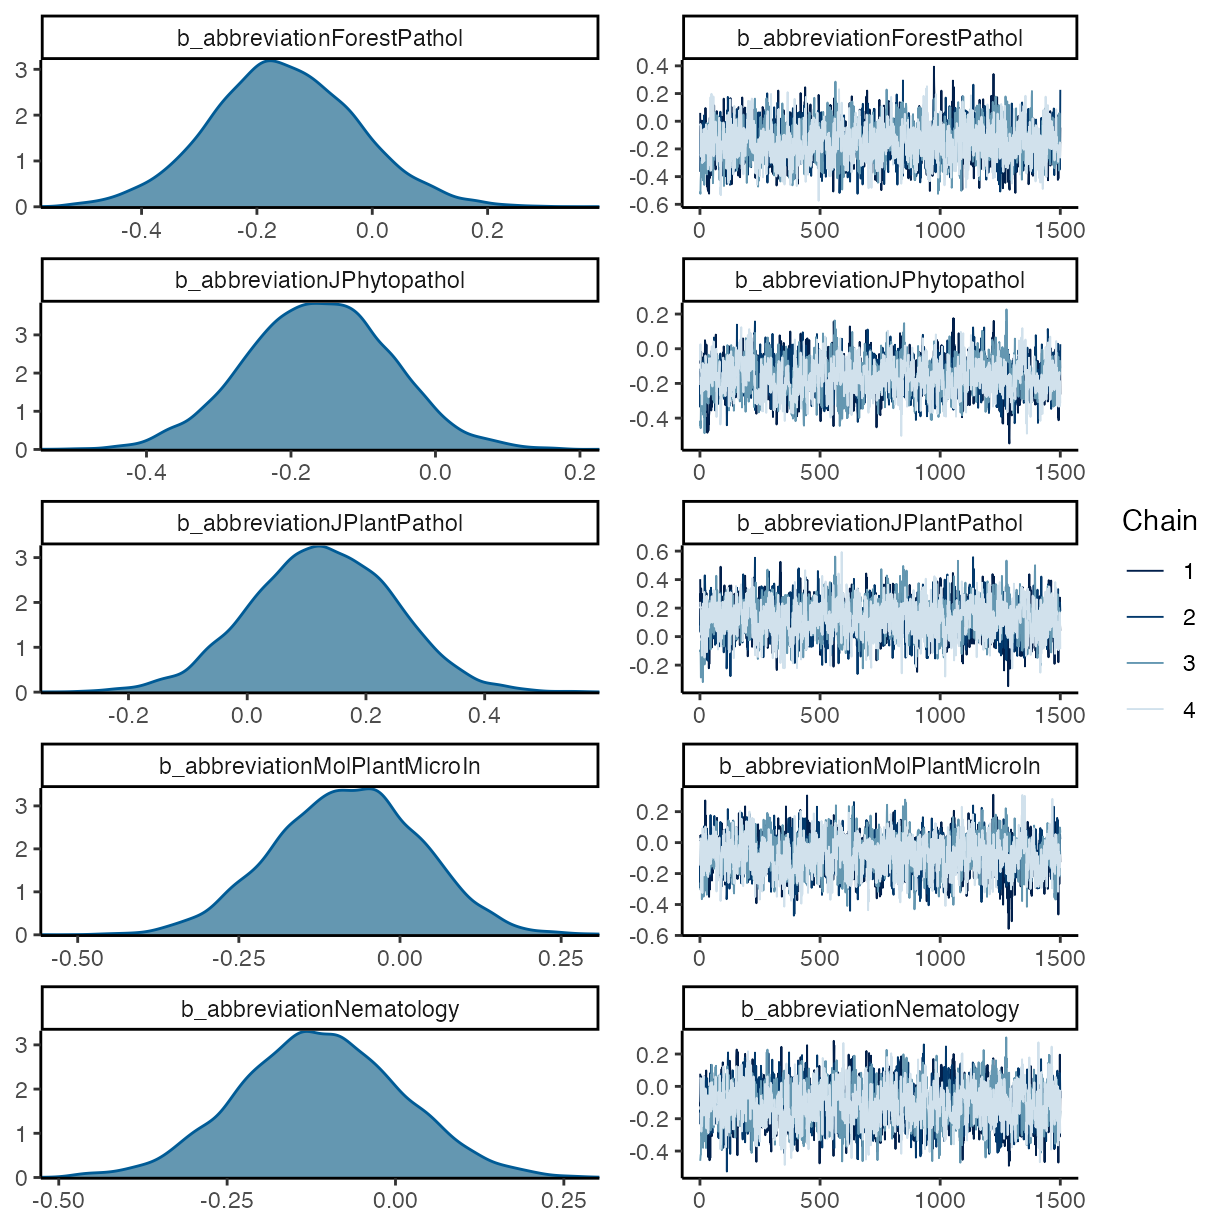 b_abbreviationForestPathol
3
2
1
0
-0.4 -0.2 0.0 0.2
b_abbreviationForestPathol
0.4
0.2
0.0
-0.2
-0.4
-0.6
0 500 1000 1500
b_abbreviationJPhytopathol
3
2
1
0
-0.4 -0.2 0.0 0.2
b_abbreviationJPhytopathol
0.2
0.0
-0.2
-0.4
0 500 1000 1500
b_abbreviationJPlantPathol
3
2
1
0
-0.2 0.0 0.2 0.4
b_abbreviationJPlantPathol
0.6
0.4
0.2
0.0
-0.2
0 500 1000 1500
b_abbreviationMolPlantMicroIn
3
2
1
0
-0.50 -0.25 0.00 0.25
b_abbreviationMolPlantMicroIn
0.2
0.0
-0.2
-0.4
-0.6
0 500 1000 1500
b_abbreviationNematology
3
2
1
0
-0.50 -0.25 0.00 0.25
b_abbreviationNematology
0.2
0.0
-0.2
-0.4
0 500 1000 1500
Chain
1
2
3
4